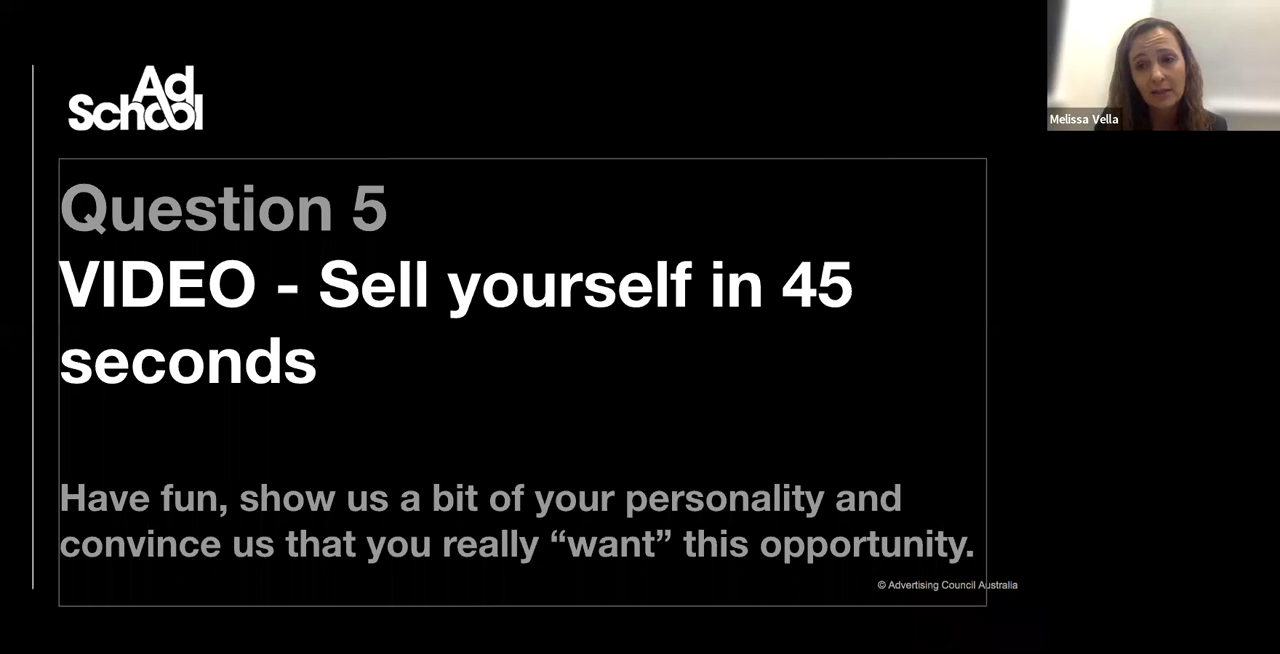 Ad
School
Melissa Vella
Question 5
VIDEO - Sell yourself in 45
seconds
Have fun, show us a bit of your personality and
convince us that you really “want” this opportunity.
© Advertising Council Australia